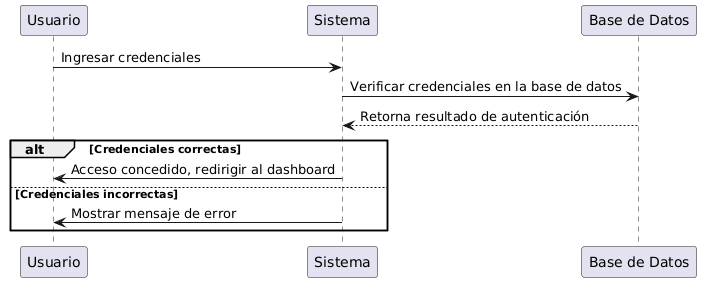 Usuario Sistema Base de Datos
Ingresar credenciales
Verificar credenciales en la base de datos
Retorna resultado de autenticación
alt [Credenciales correctas]
Acceso concedido, redirigir al dashboard
[Credenciales incorrectas]
Mostrar mensaje de error
Usuario Sistema Base de Datos